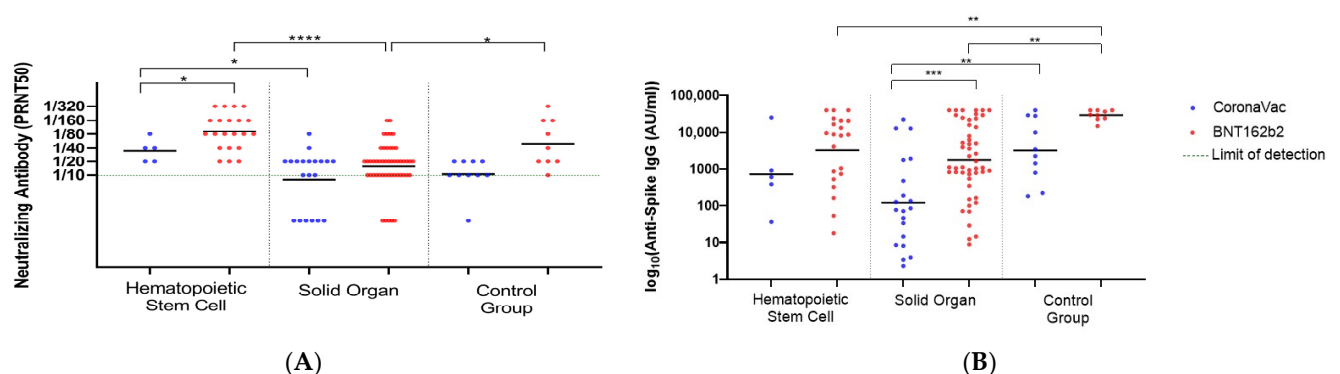 ****
*
*
*
Neutralizing Antibody (PRNT50)
1/320
1/160
1/80
1/40
1/20
1/10
Hematopoietic
Stem Cell
Solid Organ
Control
Group
(A)
**
**
**
***
log10(Anti-Spike IgG (AU/ml))
100,000
10,000
1000
100
10
1
Hematopoietic
Stem Cell
Solid Organ
Control
Group
CoronaVac
BNT162b2
Limit of detection
(B)